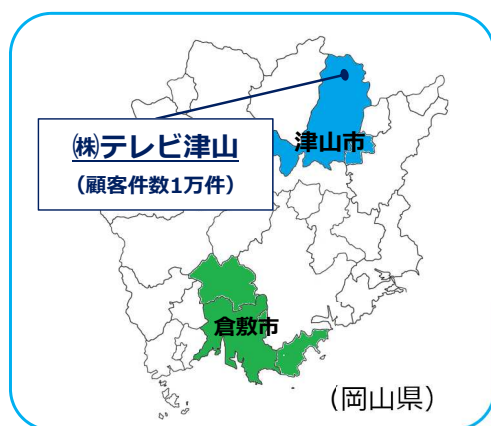 ㈱テレビ津山
（顧客件数1万件）
津山市
倉敷市
（岡山県）